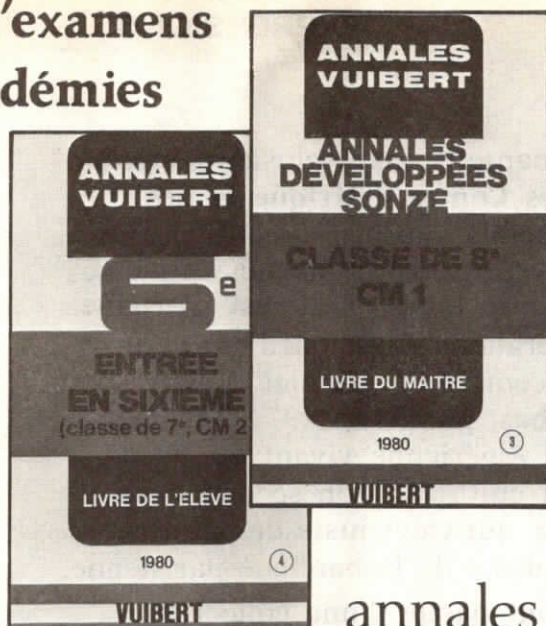 'examens
démies
ANNALES
VUIBERT
6e
ENTRÉE
EN SIXIÈME
(classe de 7e, CM 2
LIVRE DE L'ÉLÈVE
1980
4
VUIBERT
ANNALES
VUIBERT
ANNALES
DEVELOPPÉES
SONZÉ
CLASSE DE 8e
CM 1
LIVRE DU MAITRE
1980
3
VUIBERT
annales